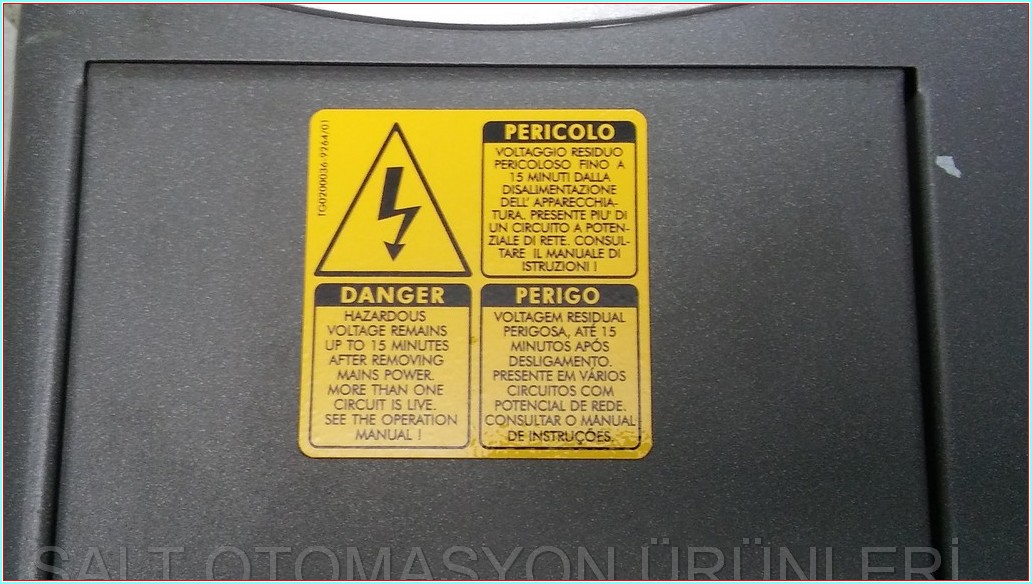 TG0200036-9264/01
PERICOLO
VOLTAGGIO RESIDUO
PERICOLOSO FINO A
15 MINUTI DALLA
DISALIMENTAZIONE
DELL' APPARECCHIA-
TURA. PRESENTE PIU' DI
UN CIRCUITO A POTEN-
ZIALE DI RETE. CONSUL-
TARE IL MANUALE DI
ISTRUZIONI !
DANGER
HAZARDOUS
VOLTAGE REMAINS
UP TO 15 MINUTES
AFTER REMOVING
MAINS POWER.
MORE THAN ONE
CIRCUIT IS LIVE.
SEE THE OPERATION
MANUAL !
PERIGO
VOLTAGEM RESIDUAL
PERIGOSA, ATÉ 15
MINUTOS APÓS
DESLIGAMENTO.
PRESENTE EM VÁRIOS
CIRCUITOS COM
POTENCIAL DE REDE.
CONSULTAR O MANUAL
DE INSTRUÇÕES.
SALT OTOMASYON ÜRÜNLERİ